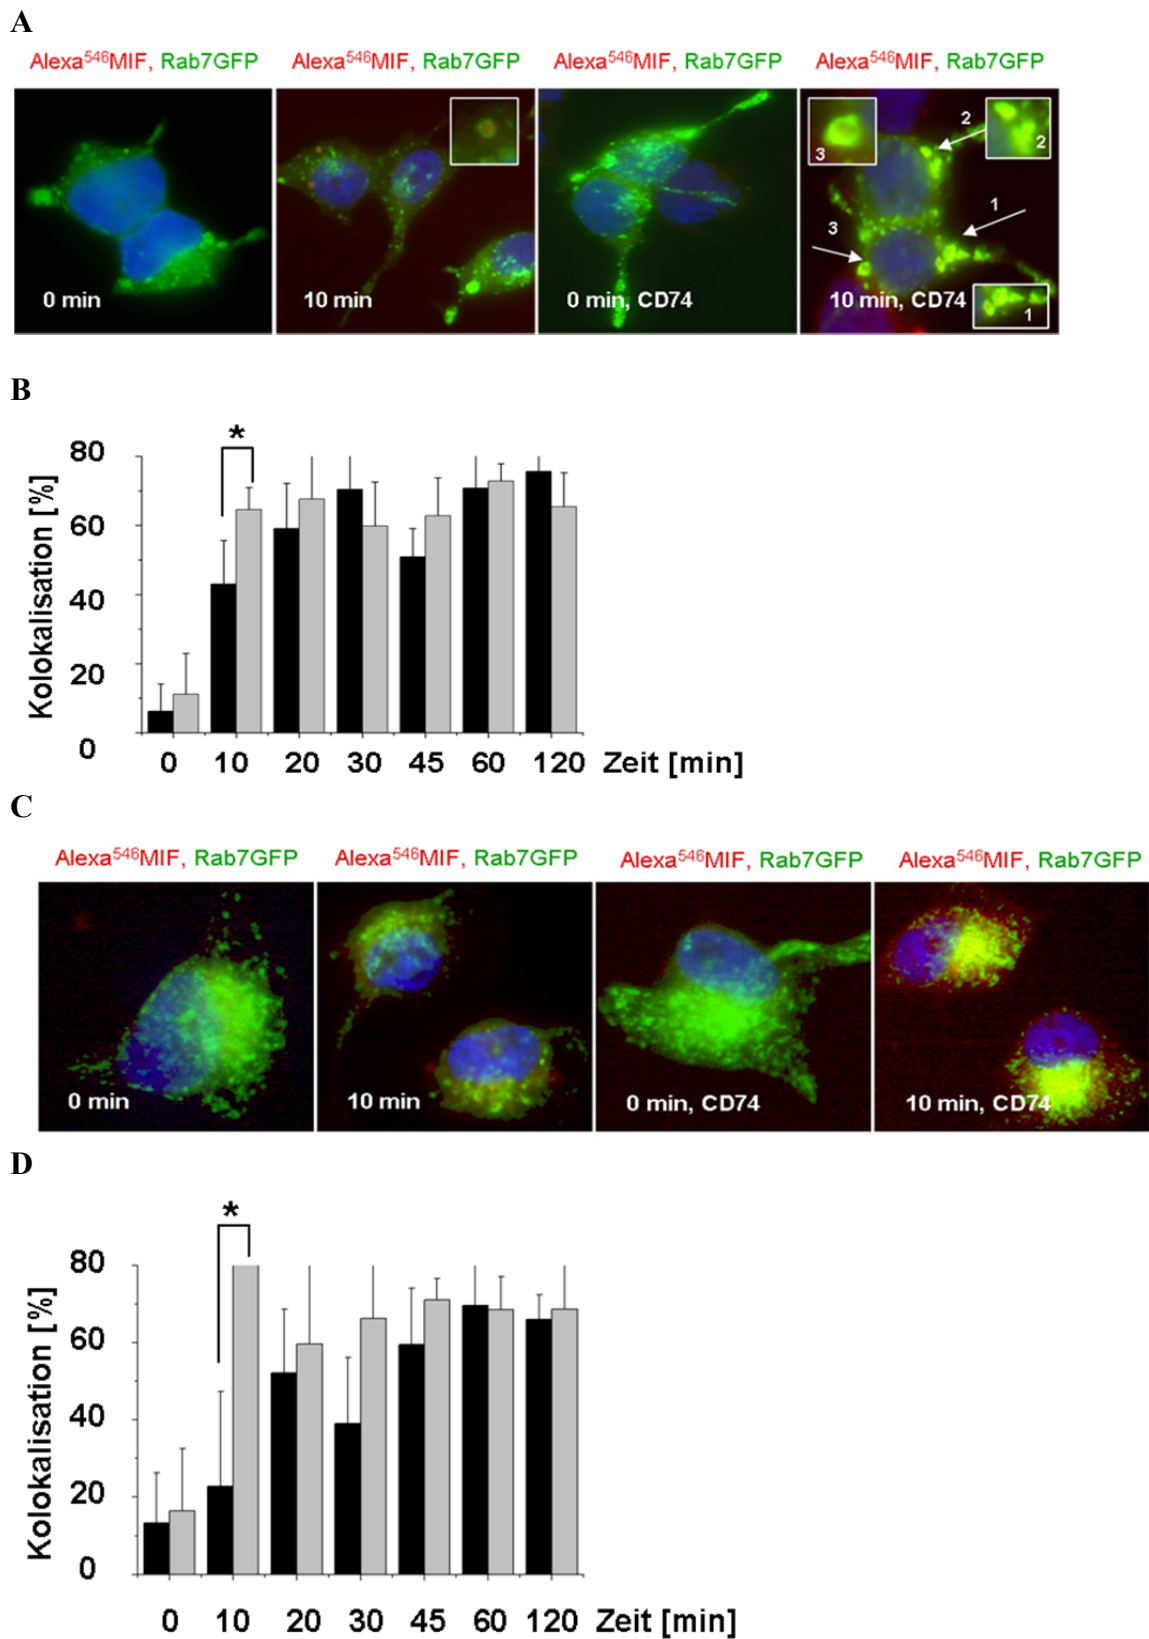 A
Alexa546MIF, Rab7GFP Alexa546MIF, Rab7GFP Alexa546MIF, Rab7GFP Alexa546MIF, Rab7GFP
3 2 2
1
3
0 min 10 min 0 min, CD74 10 min, CD74 1
B
*
80
60
40
20
0
Kolokalisation [%]
0 10 20 30 45 60 120 Zeit [min]
C
Alexa546MIF, Rab7GFP Alexa546MIF, Rab7GFP Alexa546MIF, Rab7GFP Alexa546MIF, Rab7GFP
0 min 10 min 0 min, CD74 10 min, CD74
D
*
80
60
40
20
0
Kolokalisation [%]
0 10 20 30 45 60 120 Zeit [min]